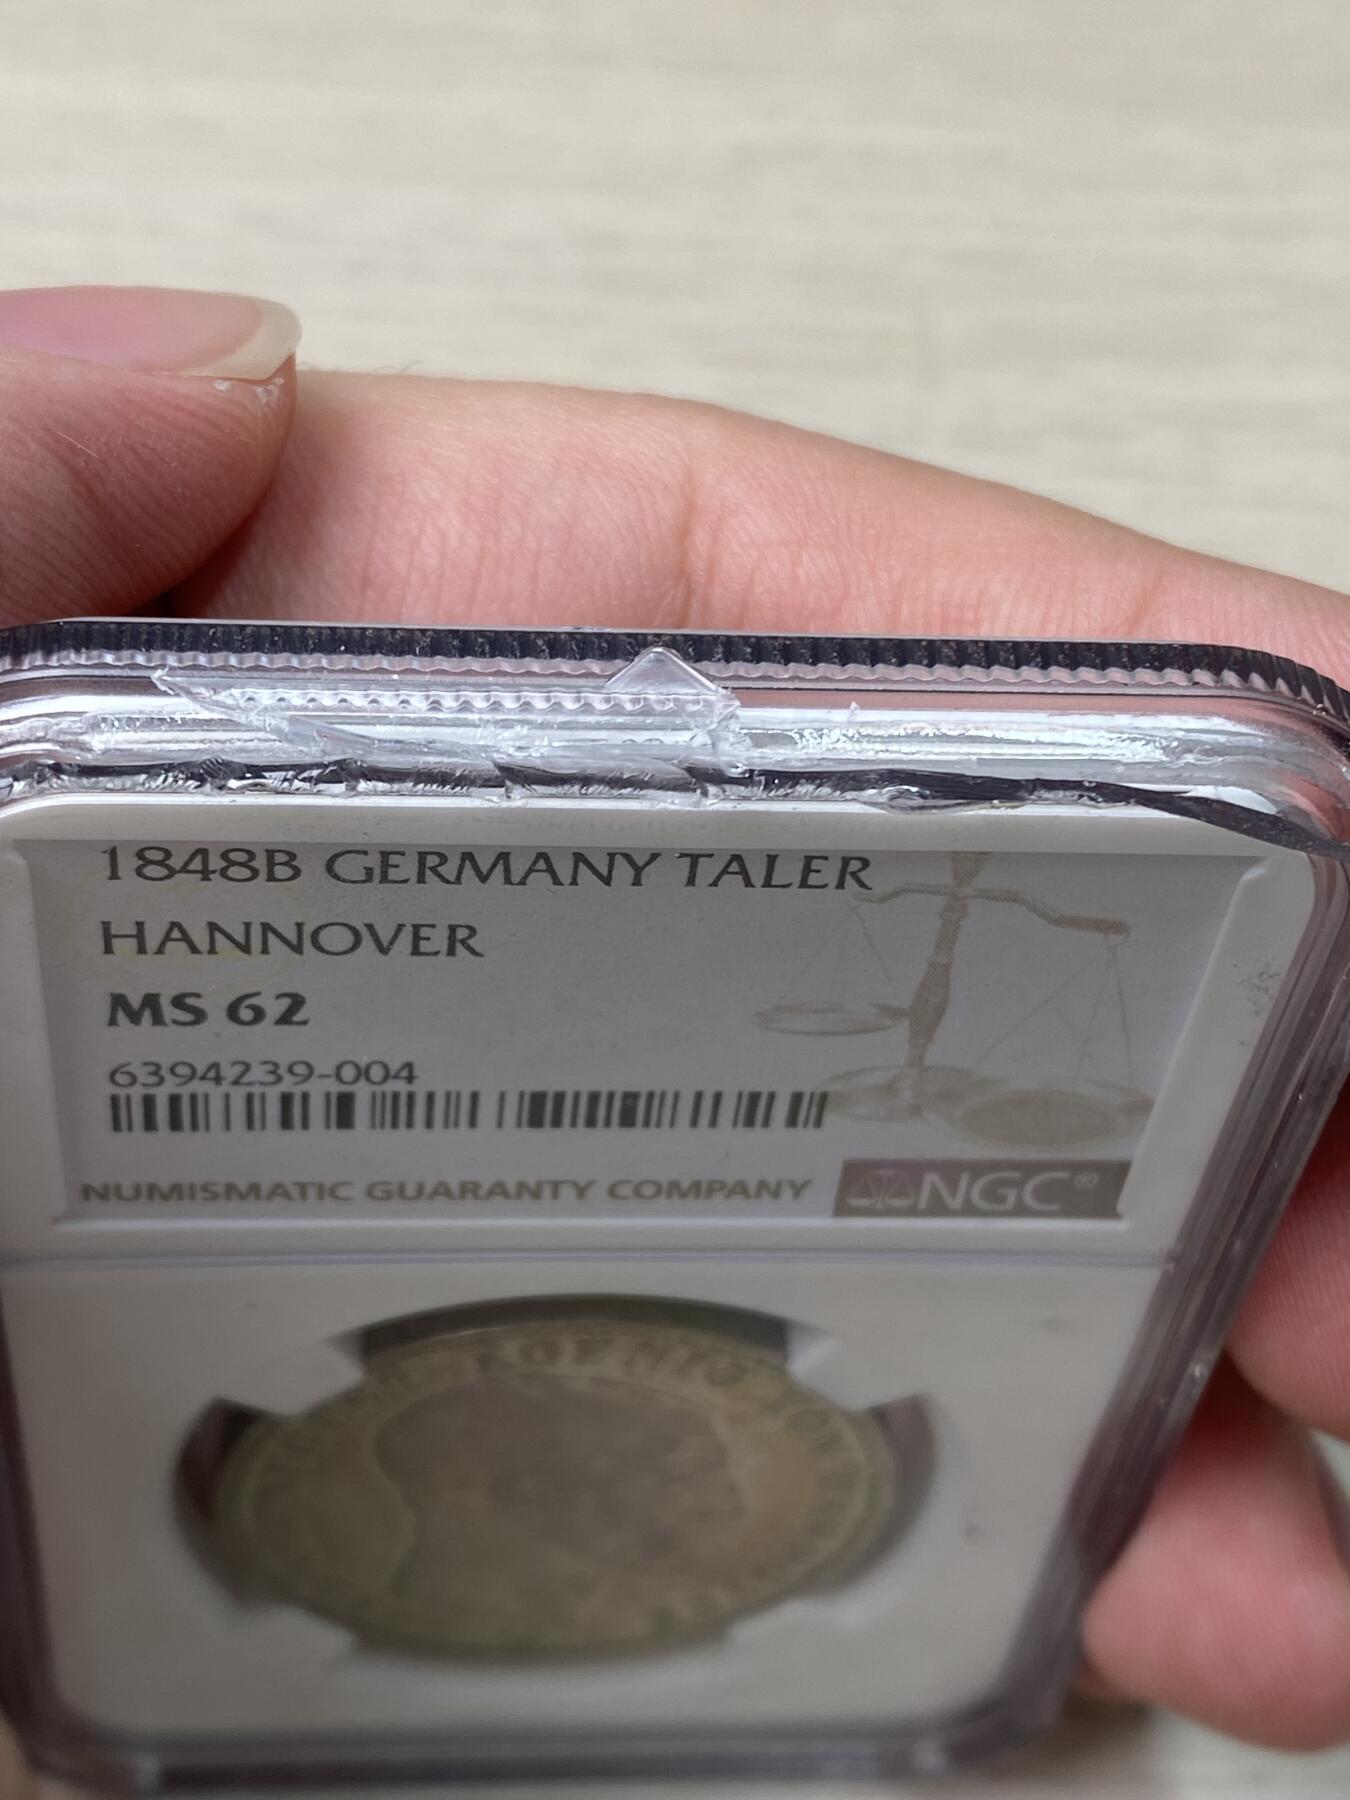 1848B GERMANY TALER
HANNOVER
MS 62
6394239-004
NUMISMATIC GUARANTY COMPANY NGC®